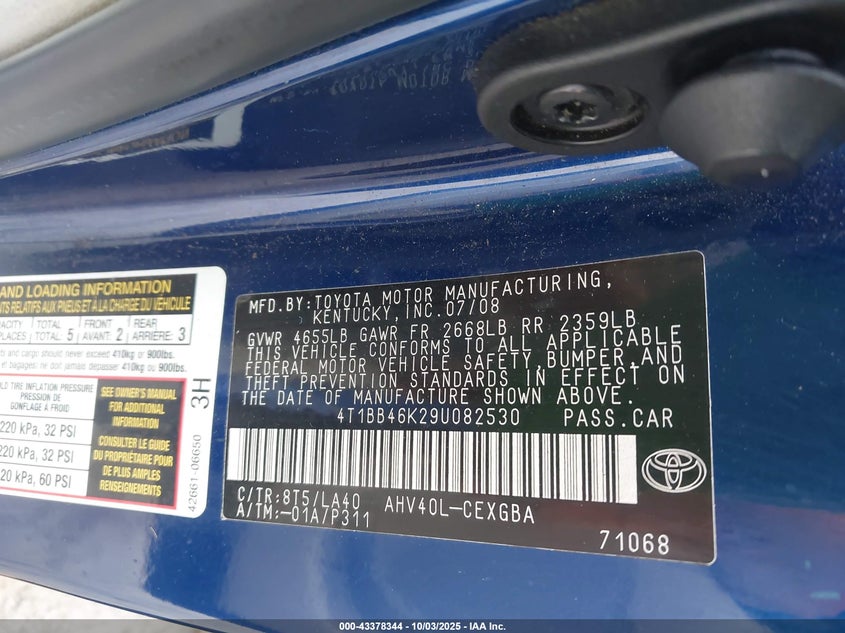 AND LOADING INFORMATION
TS RELATIFS AUX PNEUS ET À LA CHARGE DU VÉHICULE
TOTAL 5 FRONT AVANT: 2 REAR ARRIÈRE: 3
PLACES TOTAL
and cargo should never exceed 410kg or 900lbs.
et bagages) ne doit jamais dépasser 410kg ou 900lbs.
TIRE INFLATION PRESSURE
PRESSION DE
GONFLAGE À FROID
220 kPa, 32 PSI
220 kPa, 32 PSI
20 kPa, 60 PSI
SEE OWNER'S MANUAL
FOR ADDITIONAL
INFORMATION
CONSULTER LE GUIDE
DU PROPRIÉTAIRE POUR
DE PLUS AMPLES
RENSEIGNEMENTS
3H
42661-06650
MFD.BY:TOYOTA MOTOR MANUFACTURING,
KENTUCKY, INC.07/08
GVWR 4655LB GAWR FR 2668LB RR 2359LB
THIS VEHICLE CONFORMS TO ALL APPLICABLE
FEDERAL MOTOR VEHICLE SAFETY,BUMPER,AND
THEFT PREVENTION STANDARDS IN EFFECT ON
THE DATE OF MANUFACTURE SHOWN ABOVE.
4T1BB46K29U082530 PASS.CAR
C/TR:8T5/LA40 AHV40L-CEXGBA
A/TM:-01A/P311
71068
000-43378344 | 10/03/2025 - IAA Inc.